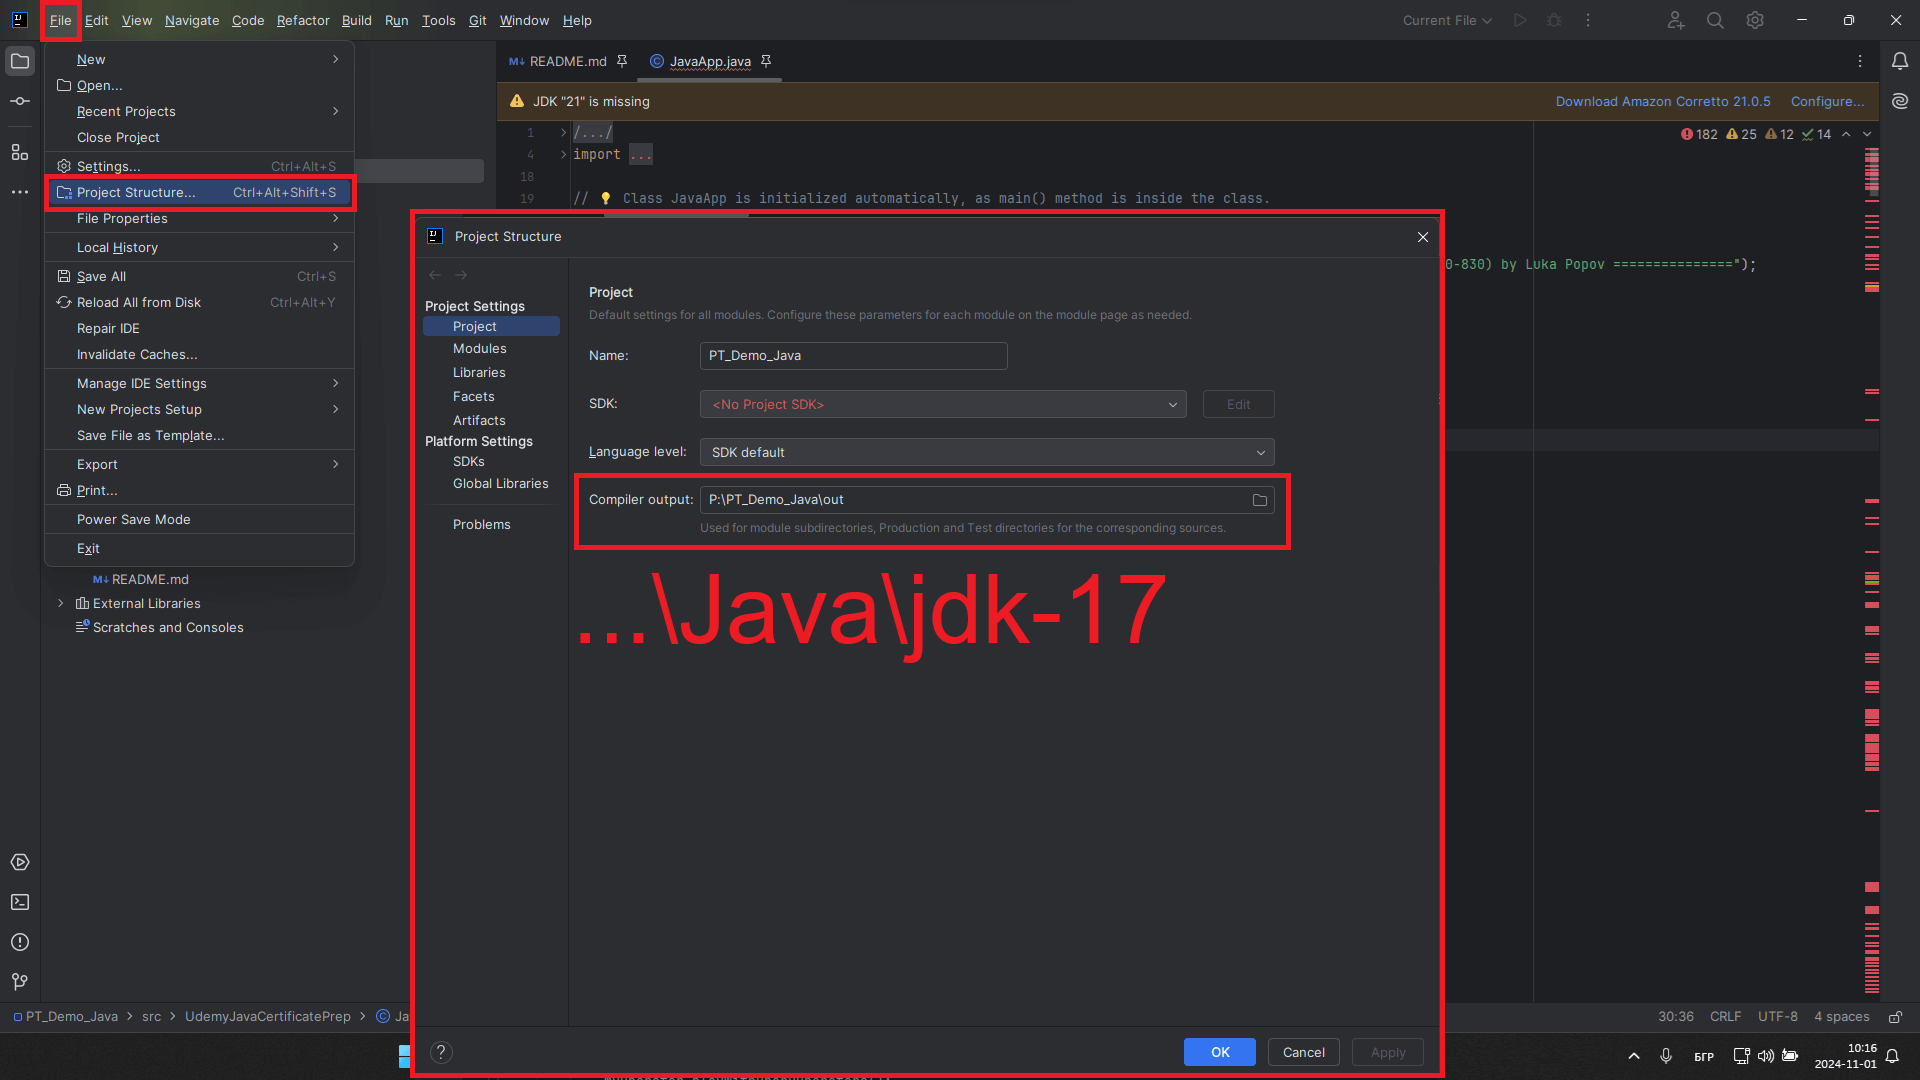 File Edit View Navigate Code Refactor Build Run Tools Git Window Help
Current File
New
Open...
Recent Projects
Close Project
Settings... Ctrl+Alt+S
Project Structure... Ctrl+Alt+Shift+S
File Properties
Local History
Save All Ctrl+S
Reload All from Disk Ctrl+Alt+Y
Repair IDE
Invalidate Caches...
Manage IDE Settings
New Projects Setup
Save File as Template...
Export
Print...
Power Save Mode
Exit
README.md
External Libraries
Scratches and Consoles
README.md
JavaApp.java
JDK "21" is missing
Download Amazon Corretto 21.0.5 Configure...
182 25 12 14
1 /.../
4 import ...
18
19 // Class JavaApp is initialized automatically, as main() method is inside the class.
0-830) by Luka Popov ===============");
Project Structure
Project Settings
Project
Modules
Libraries
Facets
Artifacts
Platform Settings
SDKs
Global Libraries
Problems
Project
Default settings for all modules. Configure these parameters for each module on the module page as needed.
Name: PT_Demo_Java
SDK: <No Project SDK> Edit
Language level: SDK default
Compiler output: P:\PT_Demo_Java\out
Used for module subdirectories, Production and Test directories for the corresponding sources.
...\Java\jdk-17
? OK Cancel Apply
PT_Demo_Java > src > UdemyJavaCertificatePrep > Ja
30:36 CRLF UTF-8 4 spaces
БГР
10:16
2024-11-01